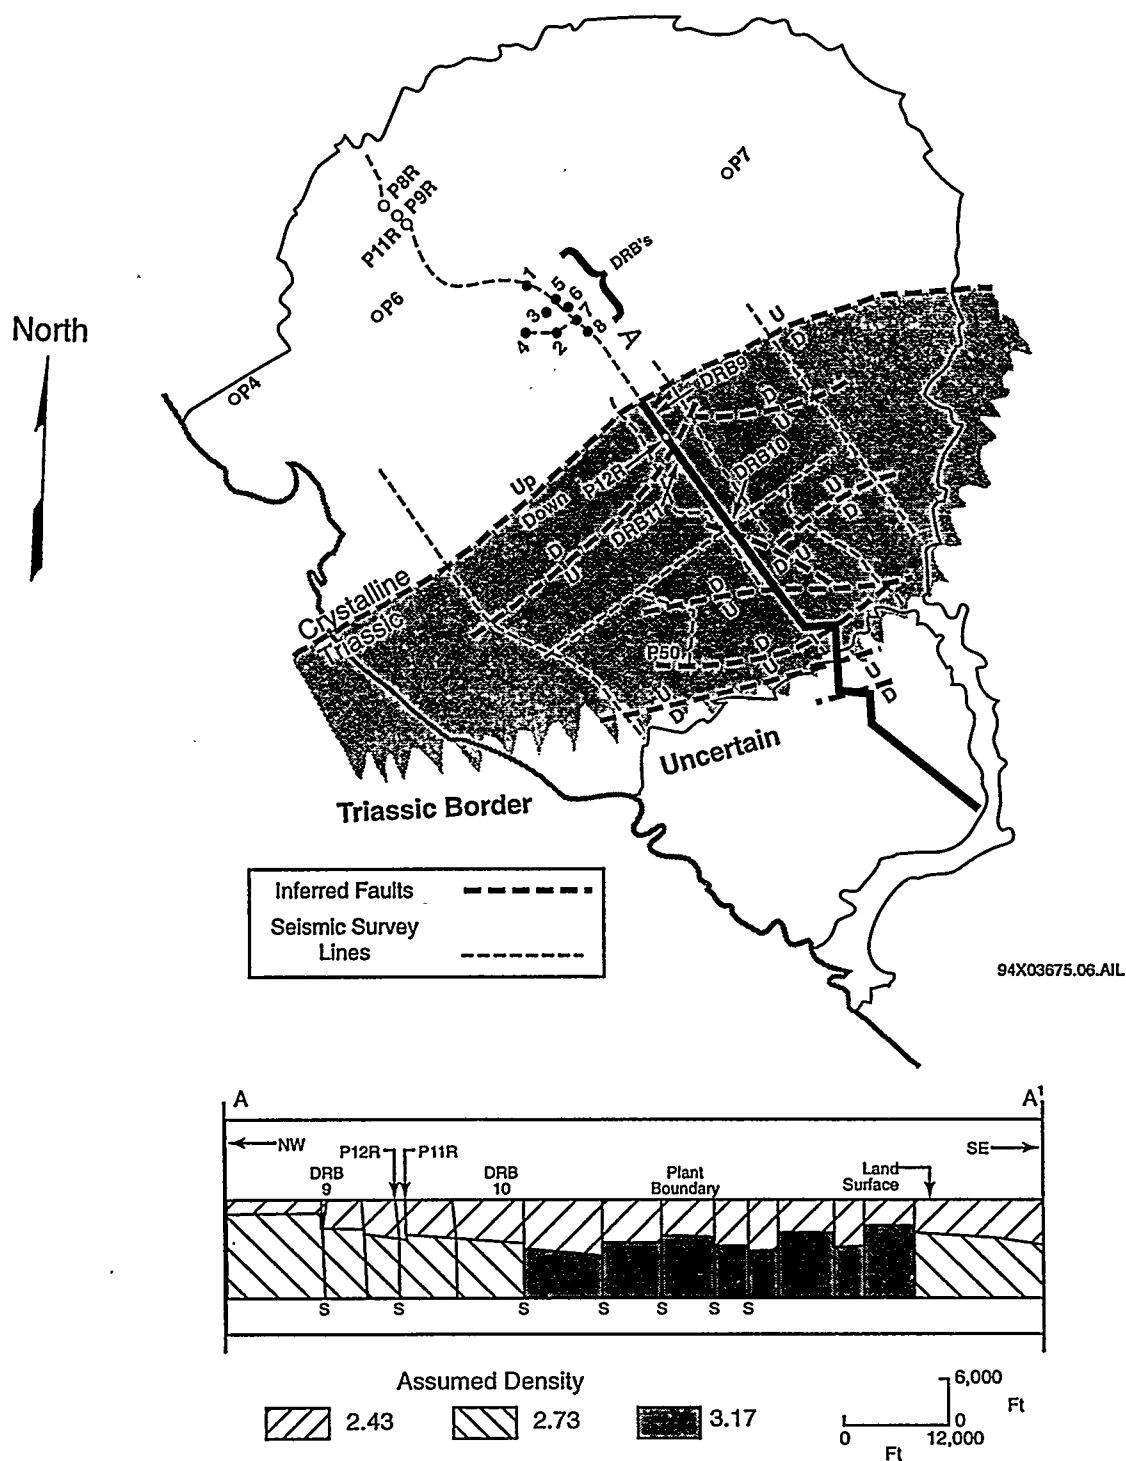 OP7
P8R
P9R
P11R
DRB's
1
5
6
3
7
8
4
2
OP6
A
North
OP4
U
D
DRB9
D
U
DRB10
Up
Down
P12R
DRB11
U
D
D
U
D
U
D
U
Crystalline
Triassic
P50
D
U
U
D
U
D
Uncertain
Triassic Border
Inferred Faults
Seismic Survey
Lines
94X03675.06.AIL
A
A1
NW
P12R
P11R
SE
DRB
9
DRB
10
Plant
Boundary
Land
Surface
S S S S S S S
Assumed Density
2.43 2.73 3.17
6,000
Ft
0
0 12,000
Ft